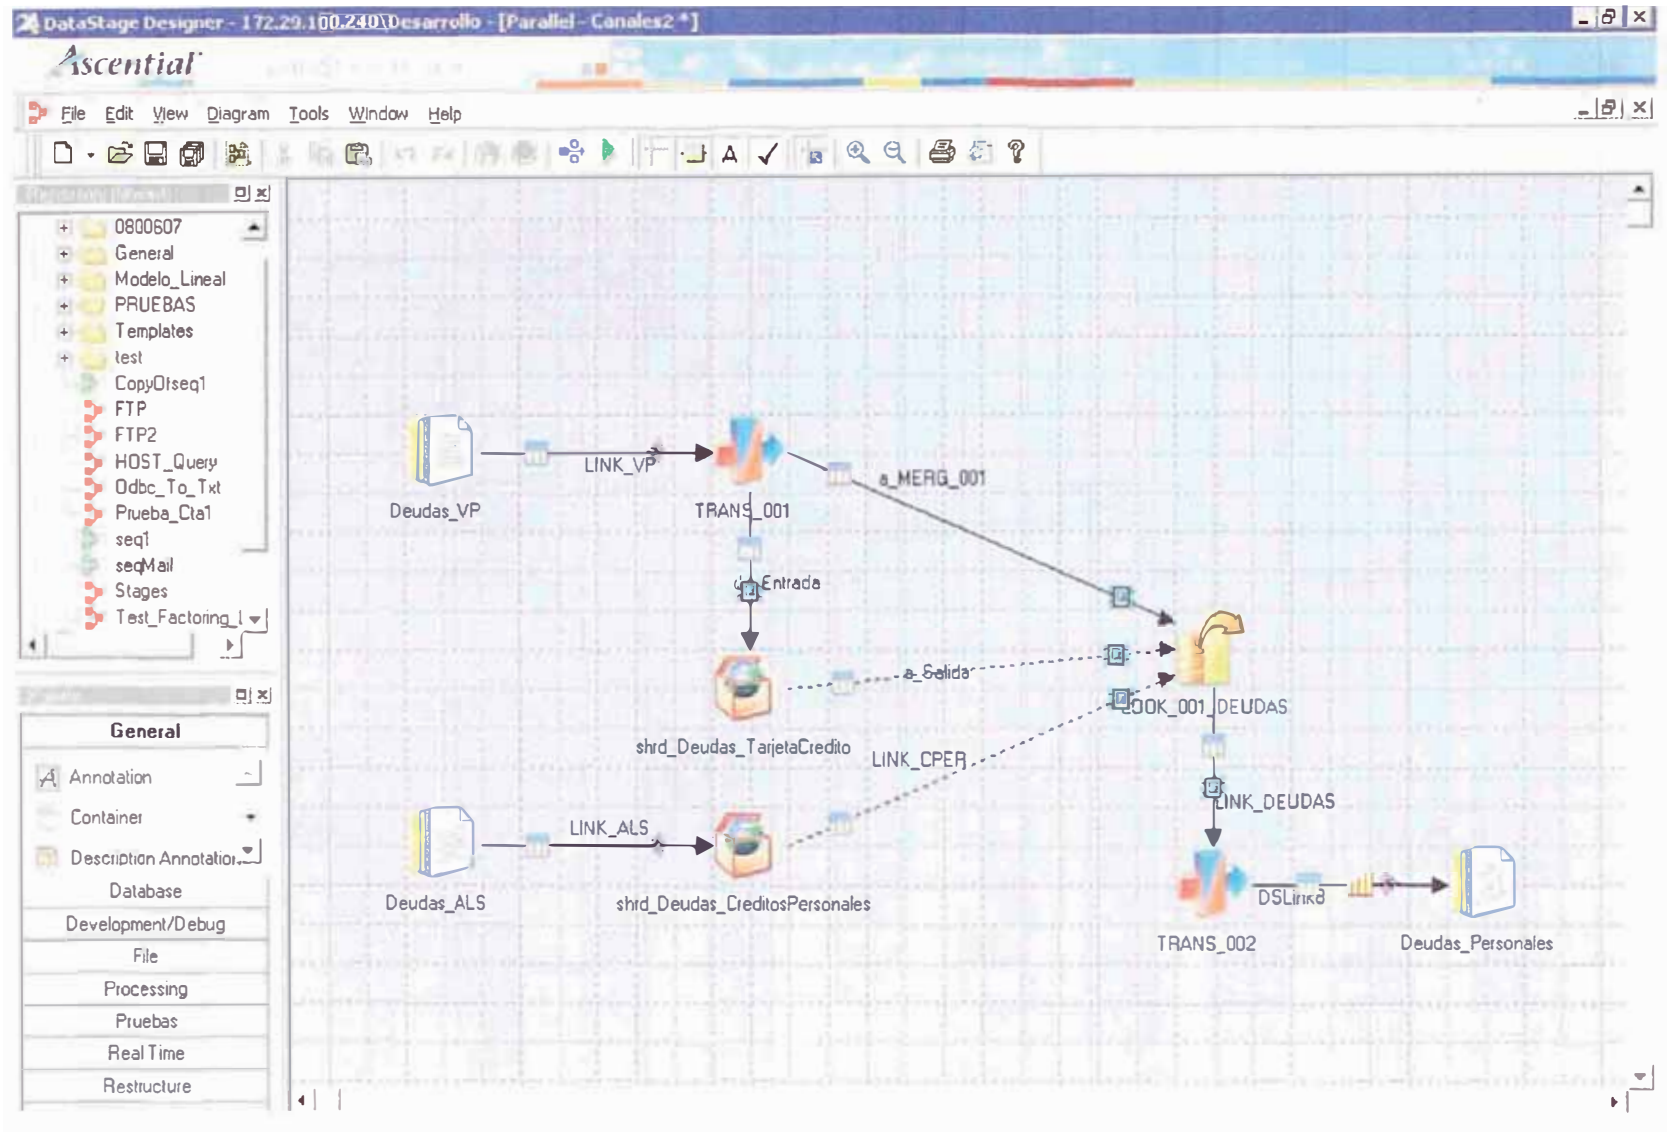 DataStage Designer - 172.29.100.240\Desarrollo - [Parallel - Canales2 *]
Ascential
File Edit View Diagram Tools Window Help
0800607
General
Modelo_Lineal
PRUEBAS
Templates
test
CopyOfseq1
FTP
FTP2
HOST_Query
Odbc_To_Txt
Prueba_Cta1
seq1
seqMail
Stages
Test_Factoring_
General
Annotation
Container
Description Annotation
Database
Development/Debug
File
Processing
Pruebas
Real Time
Restructure
LINK_VP
a_MERG_001
Deudas_VP
TRANS_001
Entrada
a_Salida
LOOK_001_DEUDAS
shrd_Deudas_TarjetaCredito
LINK_CPER
LINK_DEUDAS
LINK_ALS
Deudas_ALS
shrd_Deudas_CreditosPersonales
DSLink8
TRANS_002
Deudas_Personales